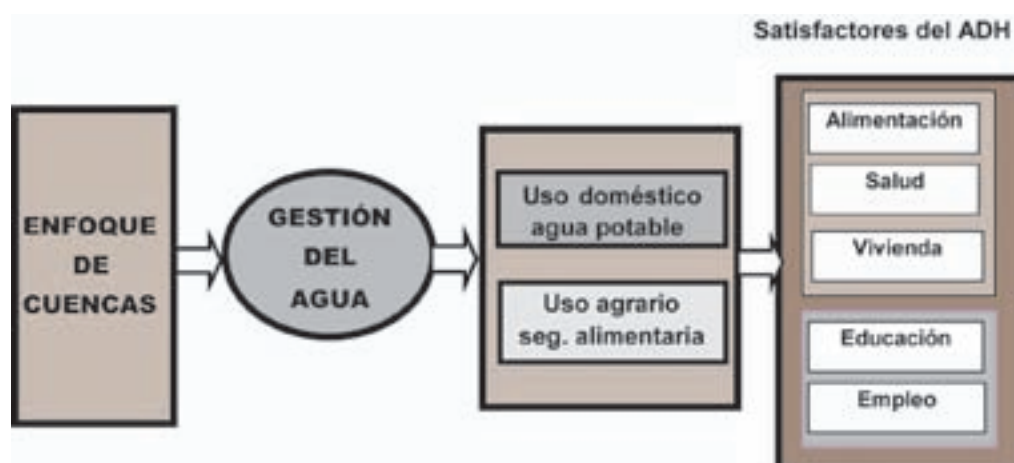 Satisfactores del ADH
ENFOQUE
DE
CUENCAS
GESTIÓN
DEL
AGUA
Uso doméstico
agua potable
Uso agrario
seg. alimentaria
Alimentación
Salud
Vivienda
Educación
Empleo